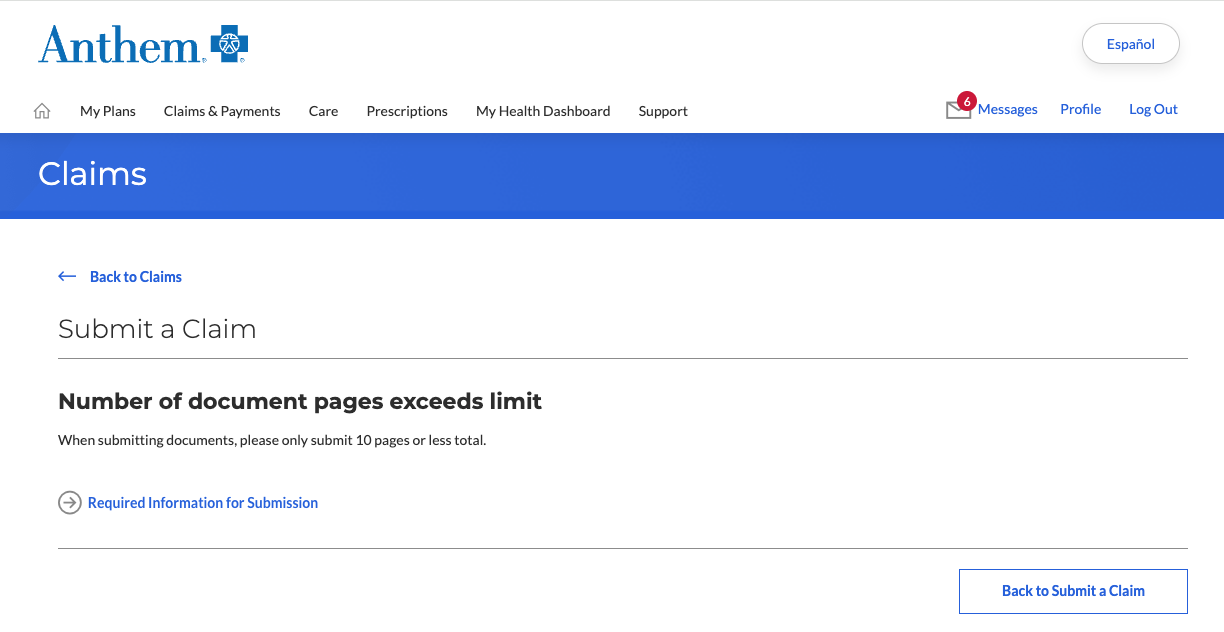 Anthem
Español
My Plans Claims & Payments Care Prescriptions My Health Dashboard Support
6 Messages Profile Log Out
Claims
Back to Claims
Submit a Claim
Number of document pages exceeds limit
When submitting documents, please only submit 10 pages or less total.
Required Information for Submission
Back to Submit a Claim